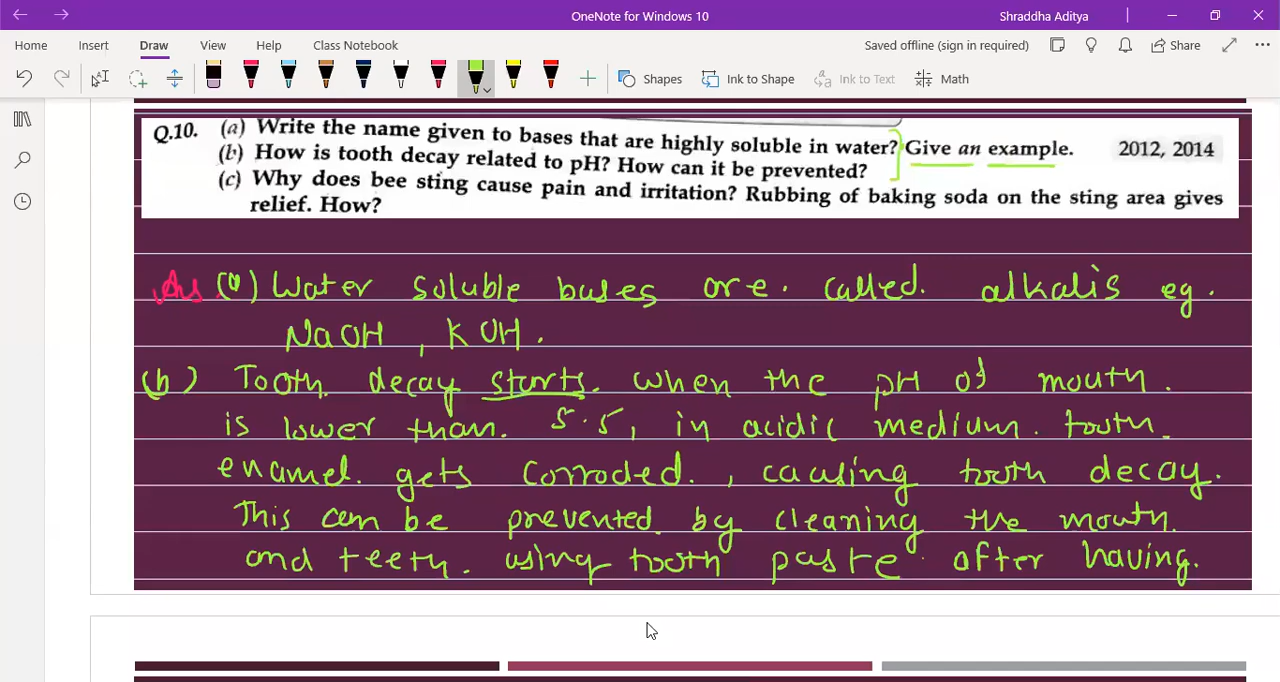 OneNote for Windows 10
Shraddha Aditya
Home Insert Draw View Help Class Notebook
Saved offline (sign in required) Share
Shapes Ink to Shape Ink to Text Math
Q.10. (a) Write the name given to bases that are highly soluble in water? Give an example. 2012, 2014
(b) How is tooth decay related to pH? How can it be prevented?
(c) Why does bee sting cause pain and irritation? Rubbing of baking soda on the sting area gives
relief. How?
As (a) Water soluble bases are. called. alkalis eg.
NaOH , KOH.
(b) Tooth decay starts. when the pH of mouth.
is lower than. 5.5, in acidic medium. tooth.
enamel. gets corroded. , causing tooth decay.
This can be prevented by cleaning the mouth.
and teeth. using tooth paste. after having.